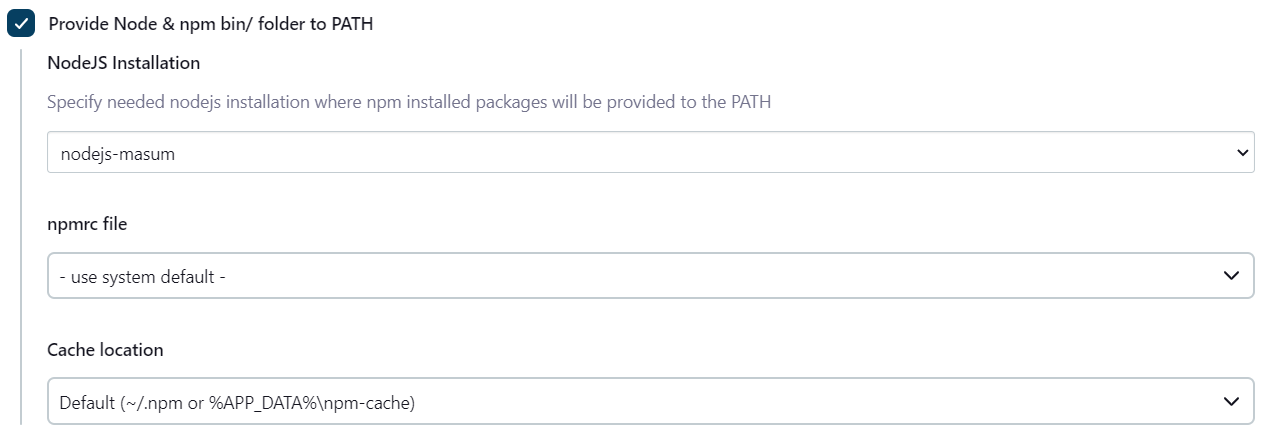 Provide Node & npm bin/ folder to PATH
NodeJS Installation
Specify needed nodejs installation where npm installed packages will be provided to the PATH
nodejs-masum
npmrc file
- use system default -
Cache location
Default (~/.npm or %APP_DATA%\npm-cache)